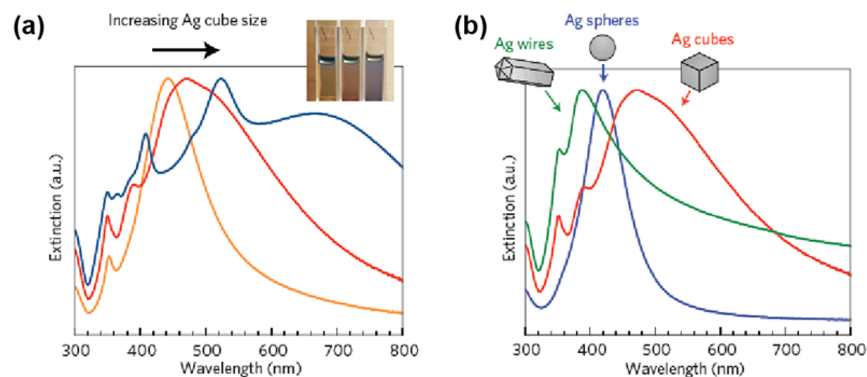 (a)
Increasing Ag cube size
Extinction (a.u.)
300 400 500 600 700 800
Wavelength (nm)
(b)
Ag spheres
Ag wires
Ag cubes
Extinction (a.u.)
300 400 500 600 700 800
Wavelength (nm)